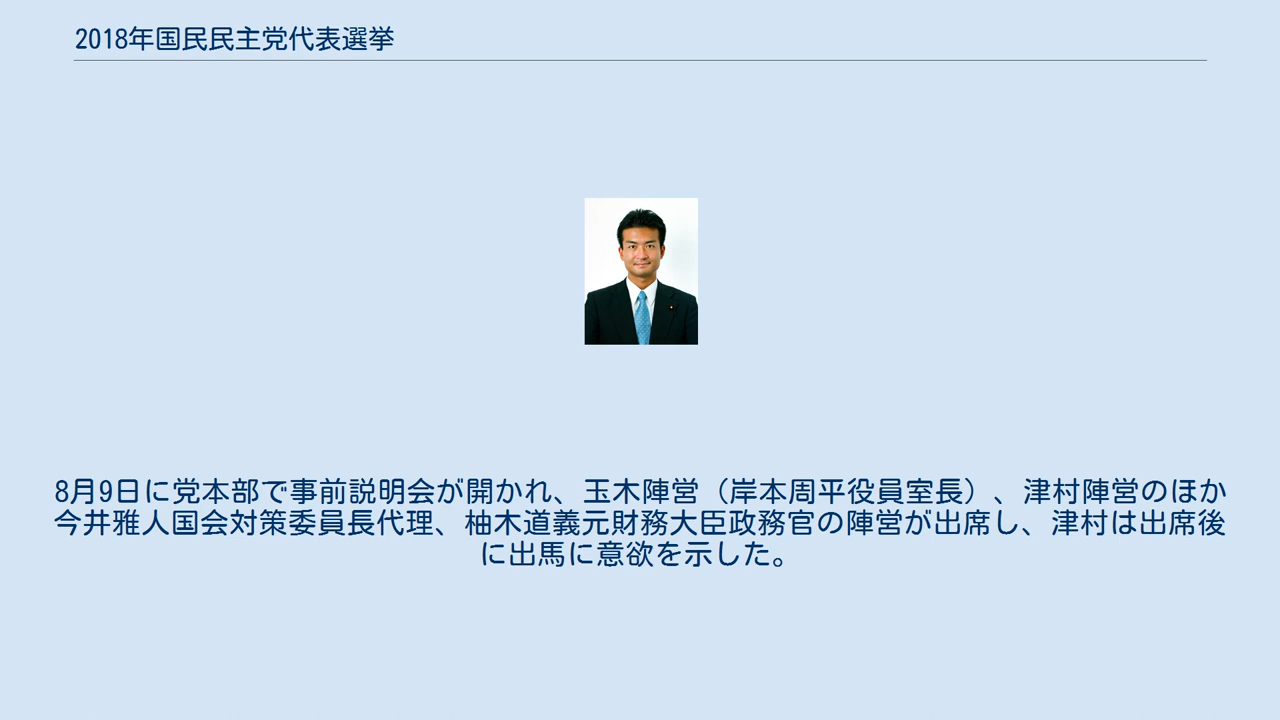 2018年国民民主党代表選挙
8月9日に党本部で事前説明会が開かれ、玉木陣営（岸本周平役員室長）、津村陣営のほか
今井雅人国会対策委員長代理、柚木道義元財務大臣政務官の陣営が出席し、津村は出席後
に出馬に意欲を示した。